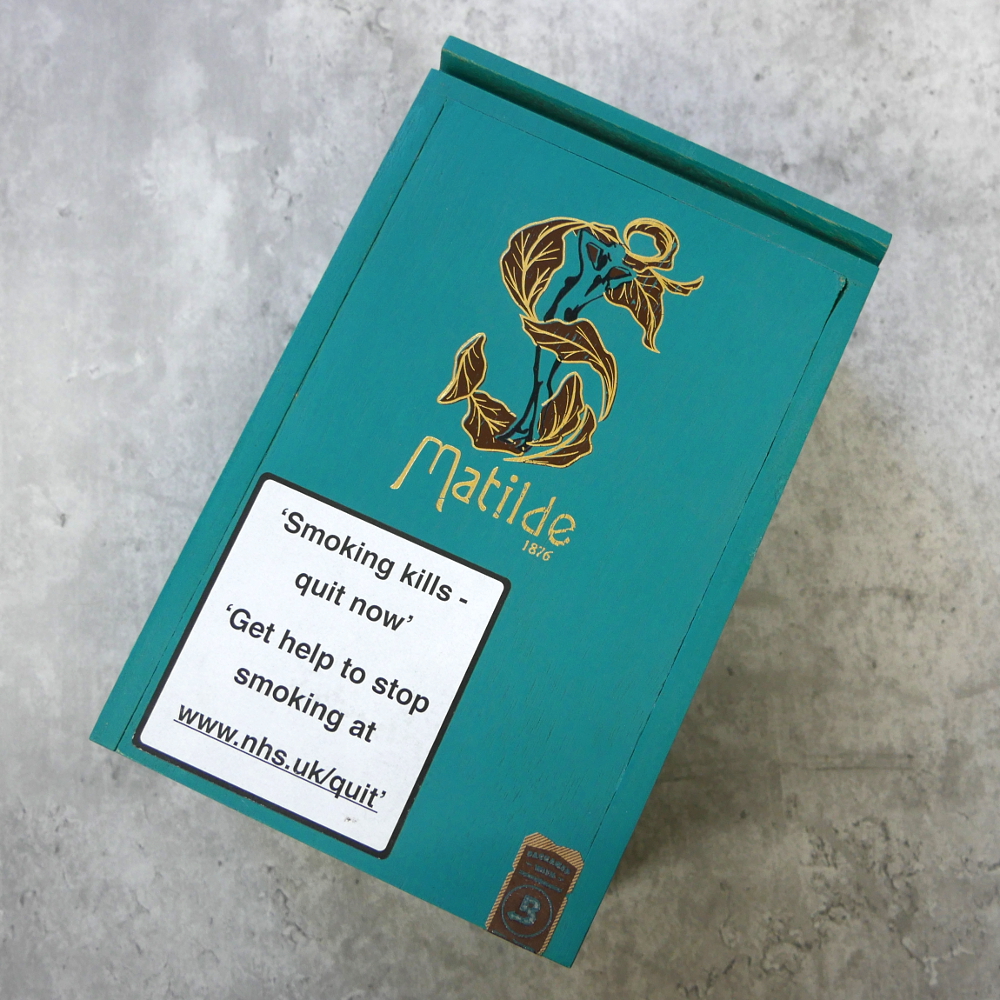 Matilde
1876
‘Smoking kills -
quit now’
‘Get help to stop
smoking at
www.nhs.uk/quit’